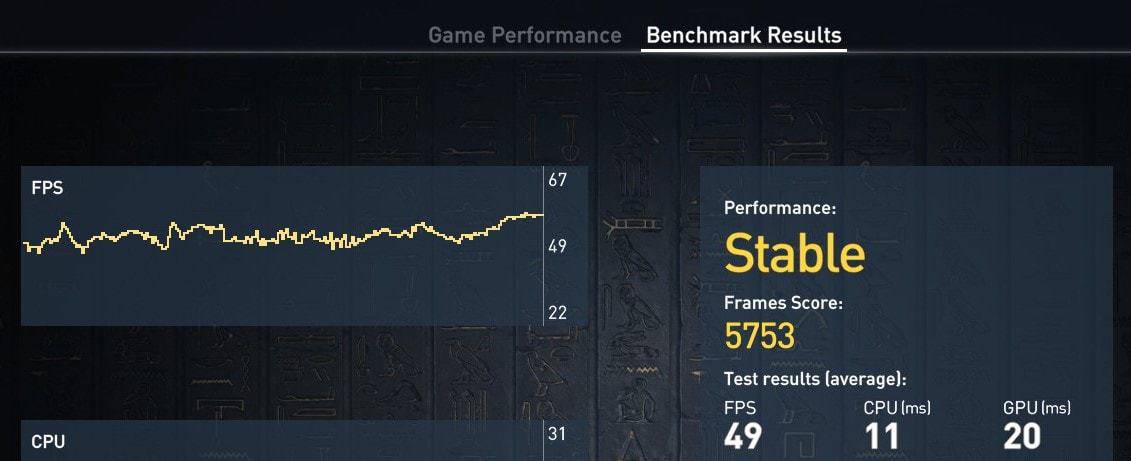 Game Performance Benchmark Results
FPS
67
49
22
CPU
31
Performance:
Stable
Frames Score:
5753
Test results (average):
FPS CPU (ms) GPU (ms)
49 11 20